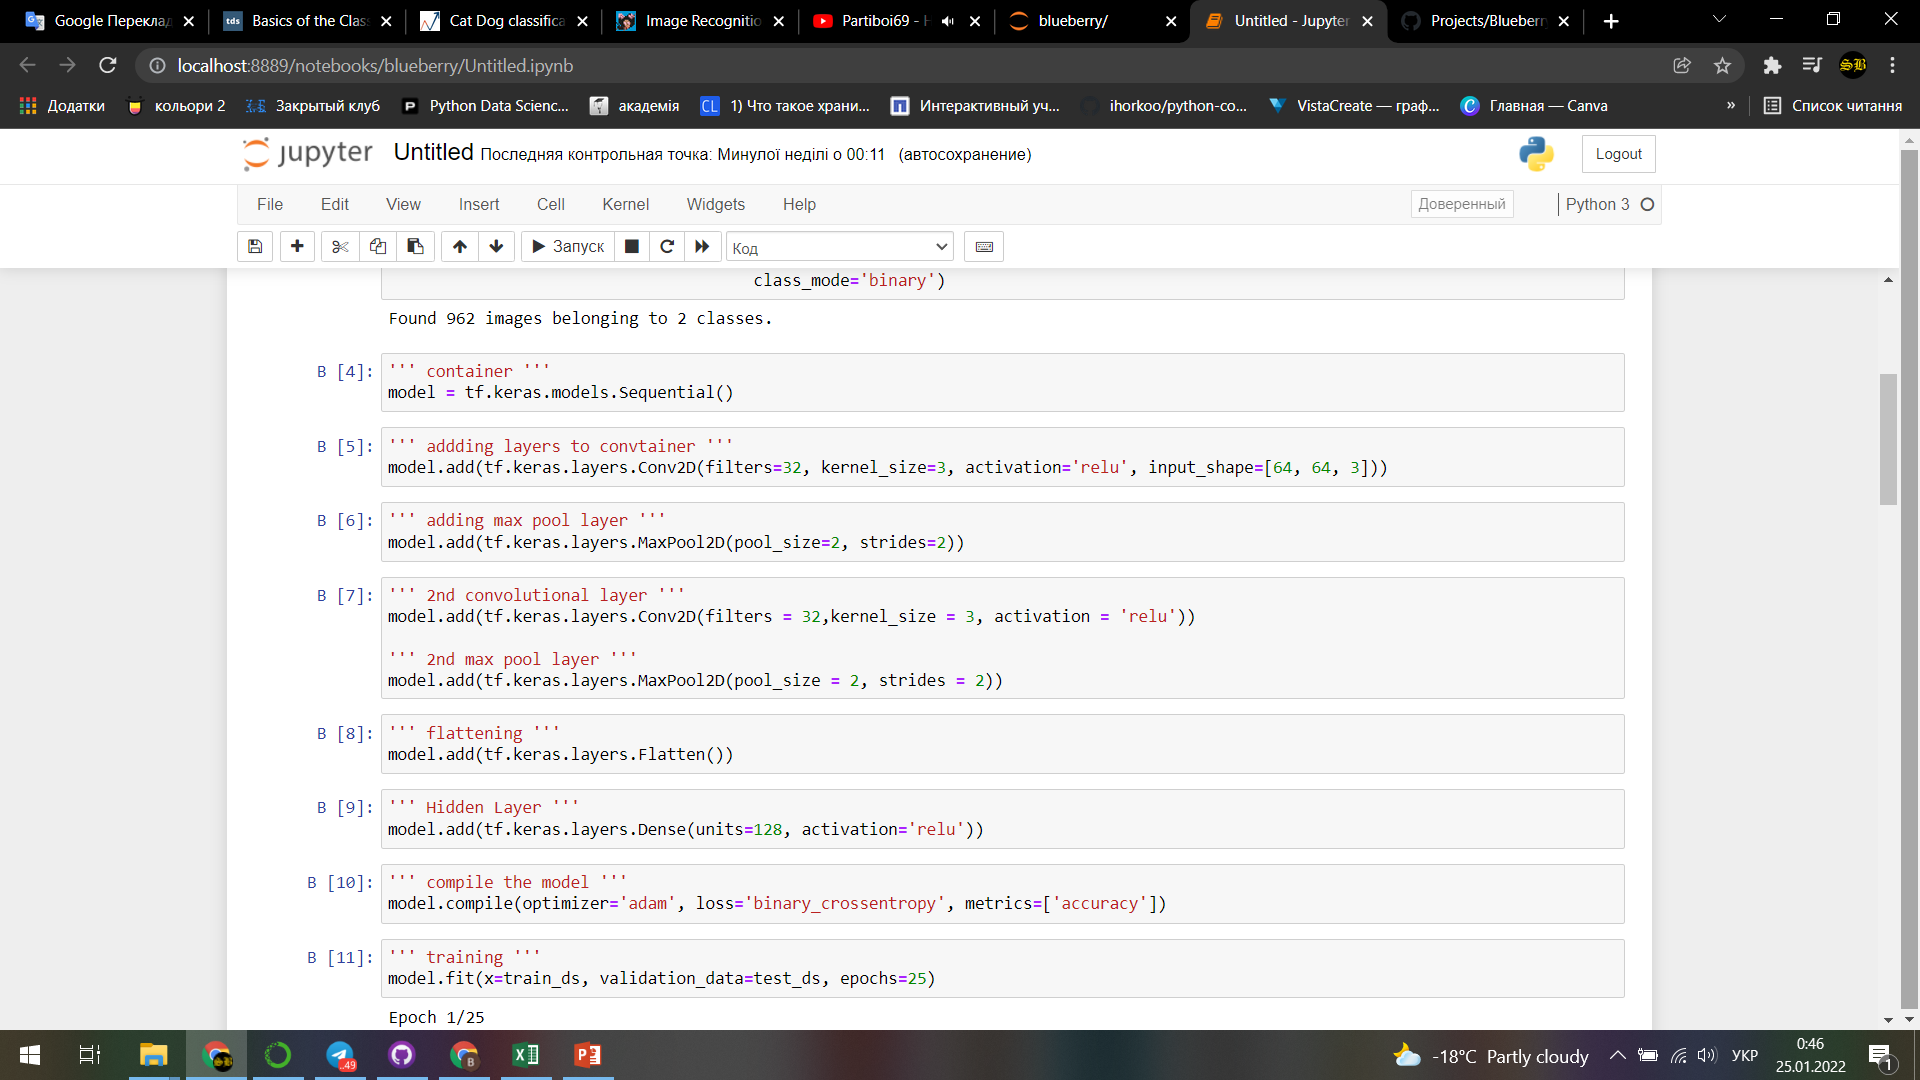 Google Переклад
Basics of the Clas
Cat Dog classifica
Image Recognitio
Partiboi69 - H
blueberry/
Untitled - Jupyter
Projects/Blueberr
localhost:8889/notebooks/blueberry/Untitled.ipynb
Додатки
кольори 2
Закрытый клуб
Python Data Scienc...
академія
1) Что такое храни...
Интерактивный уч...
ihorkoo/python-co...
VistaCreate — граф...
Главная — Canva
»
Список читання
jupyter Untitled Последняя контрольная точка: Минулої неділі о 00:11 (автосохранение)
Logout
File Edit View Insert Cell Kernel Widgets Help
Доверенный
Python 3
Запуск
Код
class_mode='binary')
Found 962 images belonging to 2 classes.
В [4]: ''' container '''
model = tf.keras.models.Sequential()
В [5]: ''' addding layers to convtainer '''
model.add(tf.keras.layers.Conv2D(filters=32, kernel_size=3, activation='relu', input_shape=[64, 64, 3]))
В [6]: ''' adding max pool layer '''
model.add(tf.keras.layers.MaxPool2D(pool_size=2, strides=2))
В [7]: ''' 2nd convolutional layer '''
model.add(tf.keras.layers.Conv2D(filters = 32,kernel_size = 3, activation = 'relu'))
''' 2nd max pool layer '''
model.add(tf.keras.layers.MaxPool2D(pool_size = 2, strides = 2))
В [8]: ''' flattening '''
model.add(tf.keras.layers.Flatten())
В [9]: ''' Hidden Layer '''
model.add(tf.keras.layers.Dense(units=128, activation='relu'))
В [10]: ''' compile the model '''
model.compile(optimizer='adam', loss='binary_crossentropy', metrics=['accuracy'])
В [11]: ''' training '''
model.fit(x=train_ds, validation_data=test_ds, epochs=25)
Epoch 1/25
-18°C Partly cloudy
УКР
0:46
25.01.2022
1